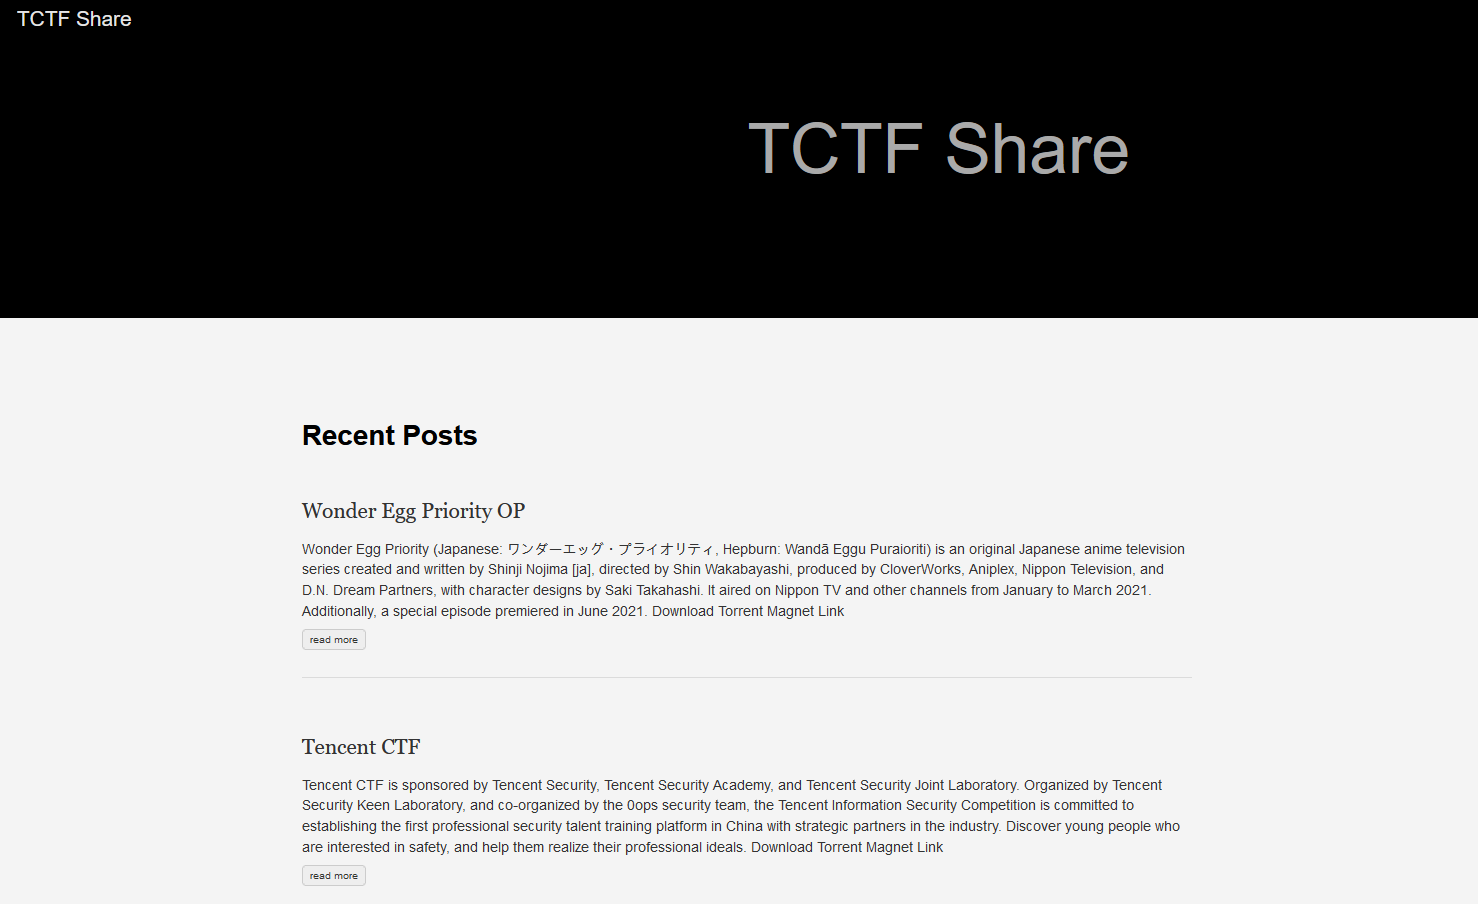 TCTF Share
TCTF Share
Recent Posts
Wonder Egg Priority OP
Wonder Egg Priority (Japanese: ワンダーエッグ・プライオリティ, Hepburn: Wandā Eggu Puraioriti) is an original Japanese anime television
series created and written by Shinji Nojima [ja], directed by Shin Wakabayashi, produced by CloverWorks, Aniplex, Nippon Television, and
D.N. Dream Partners, with character designs by Saki Takahashi. It aired on Nippon TV and other channels from January to March 2021.
Additionally, a special episode premiered in June 2021. Download Torrent Magnet Link
read more
Tencent CTF
Tencent CTF is sponsored by Tencent Security, Tencent Security Academy, and Tencent Security Joint Laboratory. Organized by Tencent
Security Keen Laboratory, and co-organized by the 0ops security team, the Tencent Information Security Competition is committed to
establishing the first professional security talent training platform in China with strategic partners in the industry. Discover young people who
are interested in safety, and help them realize their professional ideals. Download Torrent Magnet Link
read more